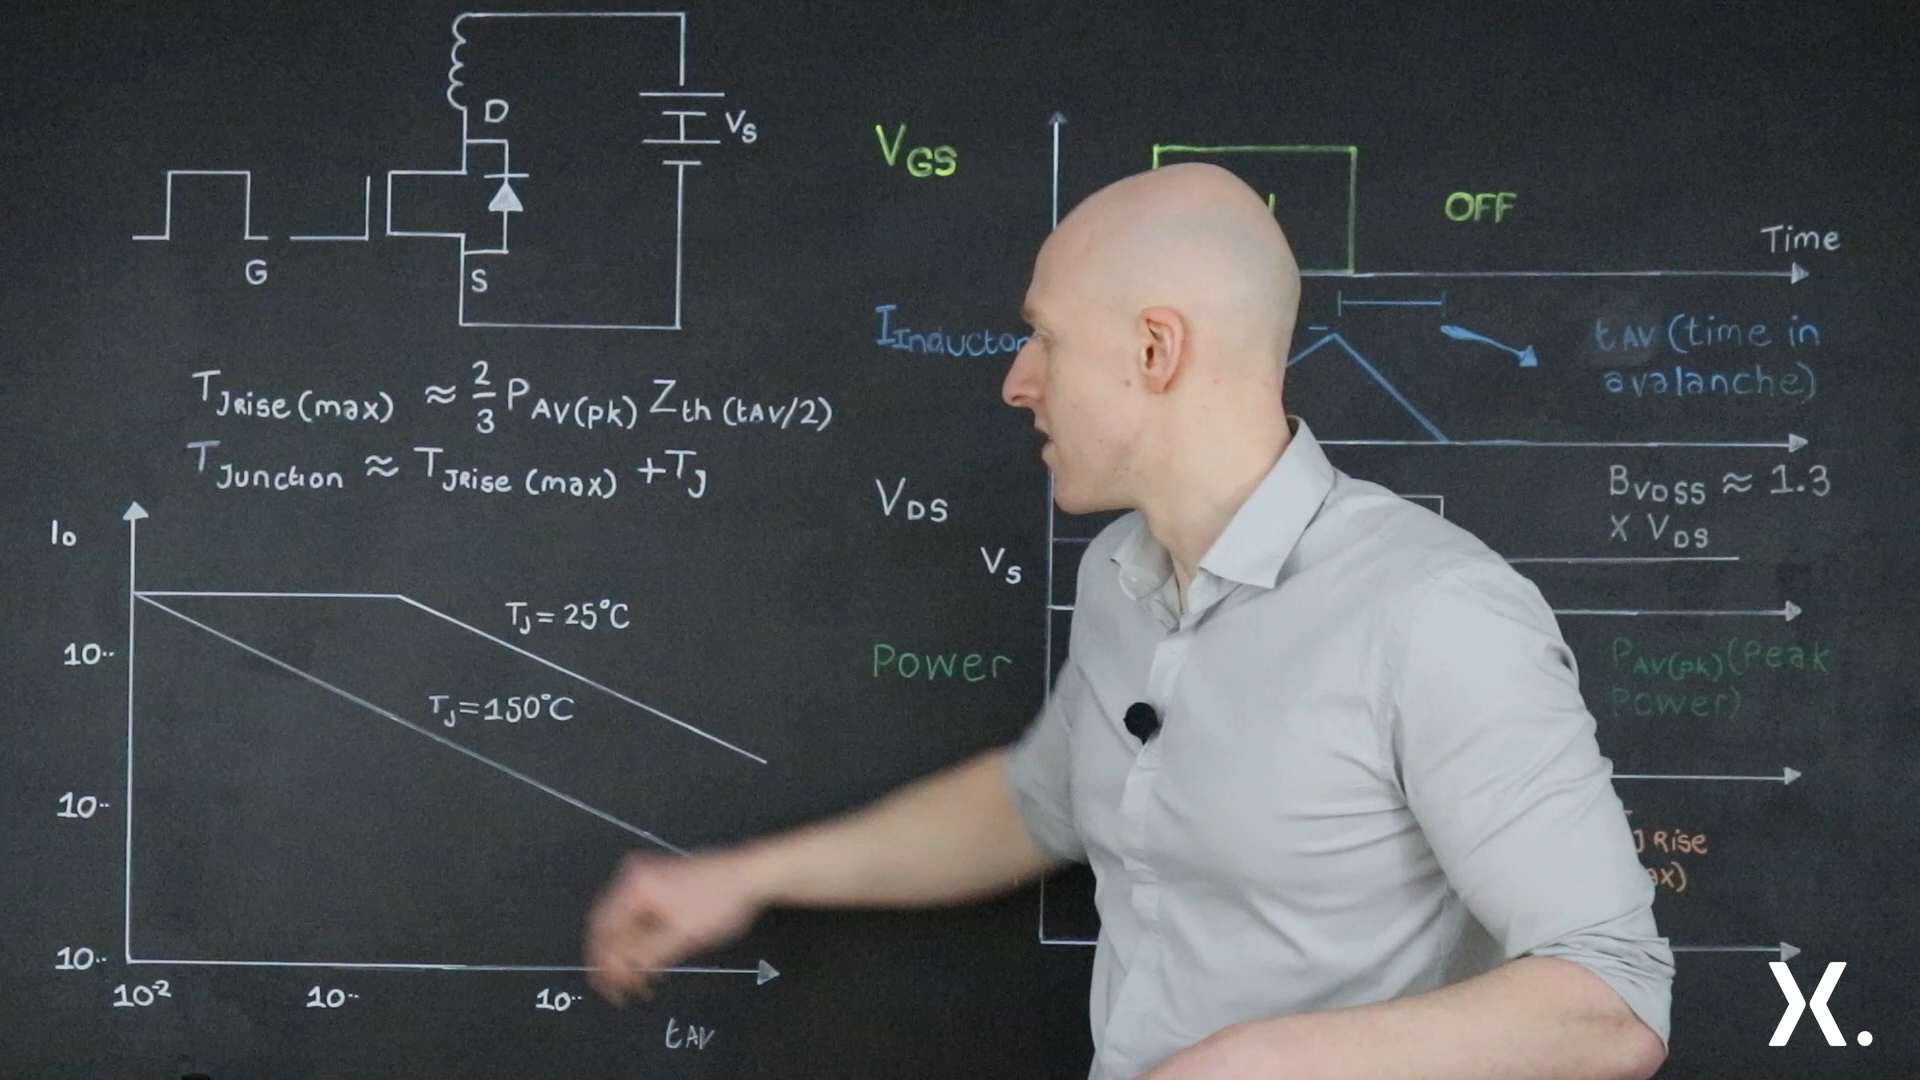 D
Vs
G
S
TJRise (max) ≈ 2/3 PAV(pk) Zth (tAV/2)
TJunction ≈ TJRise (max) + TJ
ID
TJ = 25°C
10··
TJ = 150°C
10··
10··
10-2 10·· 10··
tAV
VGS
OFF
Time
IInductor
tAV (time in
avalanche)
VDS
BVDSS ≈ 1.3
X VDS
Vs
Power
PAV(pk) (Peak
Power)
J Rise
ax)
X.